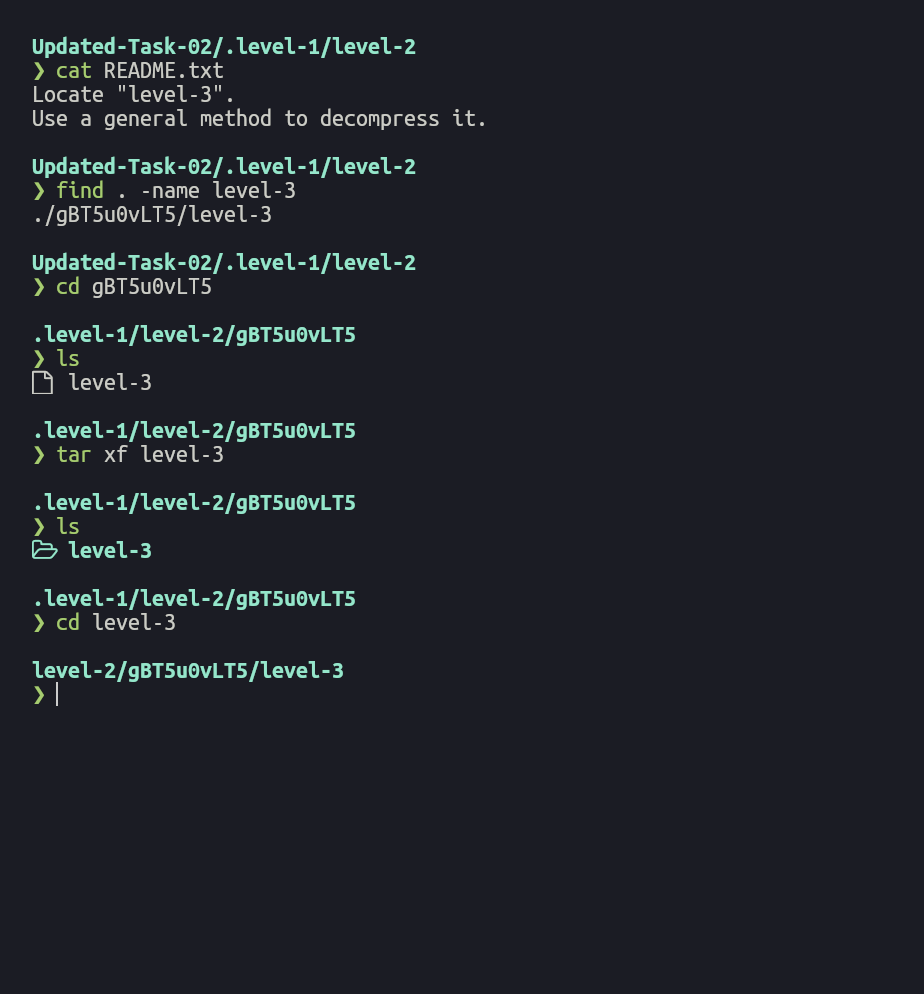 Updated-Task-02/.level-1/level-2
❯ cat README.txt
Locate "level-3".
Use a general method to decompress it.
Updated-Task-02/.level-1/level-2
❯ find . -name level-3
./gBT5u0vLT5/level-3
Updated-Task-02/.level-1/level-2
❯ cd gBT5u0vLT5
.level-1/level-2/gBT5u0vLT5
❯ ls
level-3
.level-1/level-2/gBT5u0vLT5
❯ tar xf level-3
.level-1/level-2/gBT5u0vLT5
❯ ls
level-3
.level-1/level-2/gBT5u0vLT5
❯ cd level-3
level-2/gBT5u0vLT5/level-3
❯